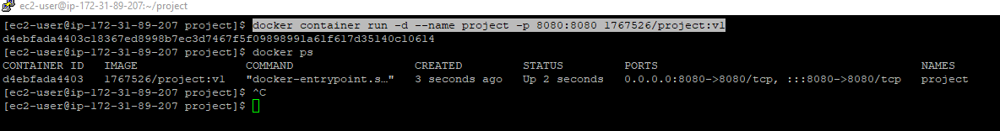 ec2-user@ip-172-31-89-207:~/project
[ec2-user@ip-172-31-89-207 project]$ docker container run -d --name project -p 8080:8080 1767526/project:v1
d4ebfada4403c18367ed8998b7ec3d7467f5f09898991a61f617d35140c10614
[ec2-user@ip-172-31-89-207 project]$ docker ps
CONTAINER ID   IMAGE                COMMAND                  CREATED         STATUS         PORTS                                       NAMES
d4ebfada4403   1767526/project:v1   "docker-entrypoint.s…"   3 seconds ago   Up 2 seconds   0.0.0.0:8080->8080/tcp, :::8080->8080/tcp   project
[ec2-user@ip-172-31-89-207 project]$ ^C
[ec2-user@ip-172-31-89-207 project]$